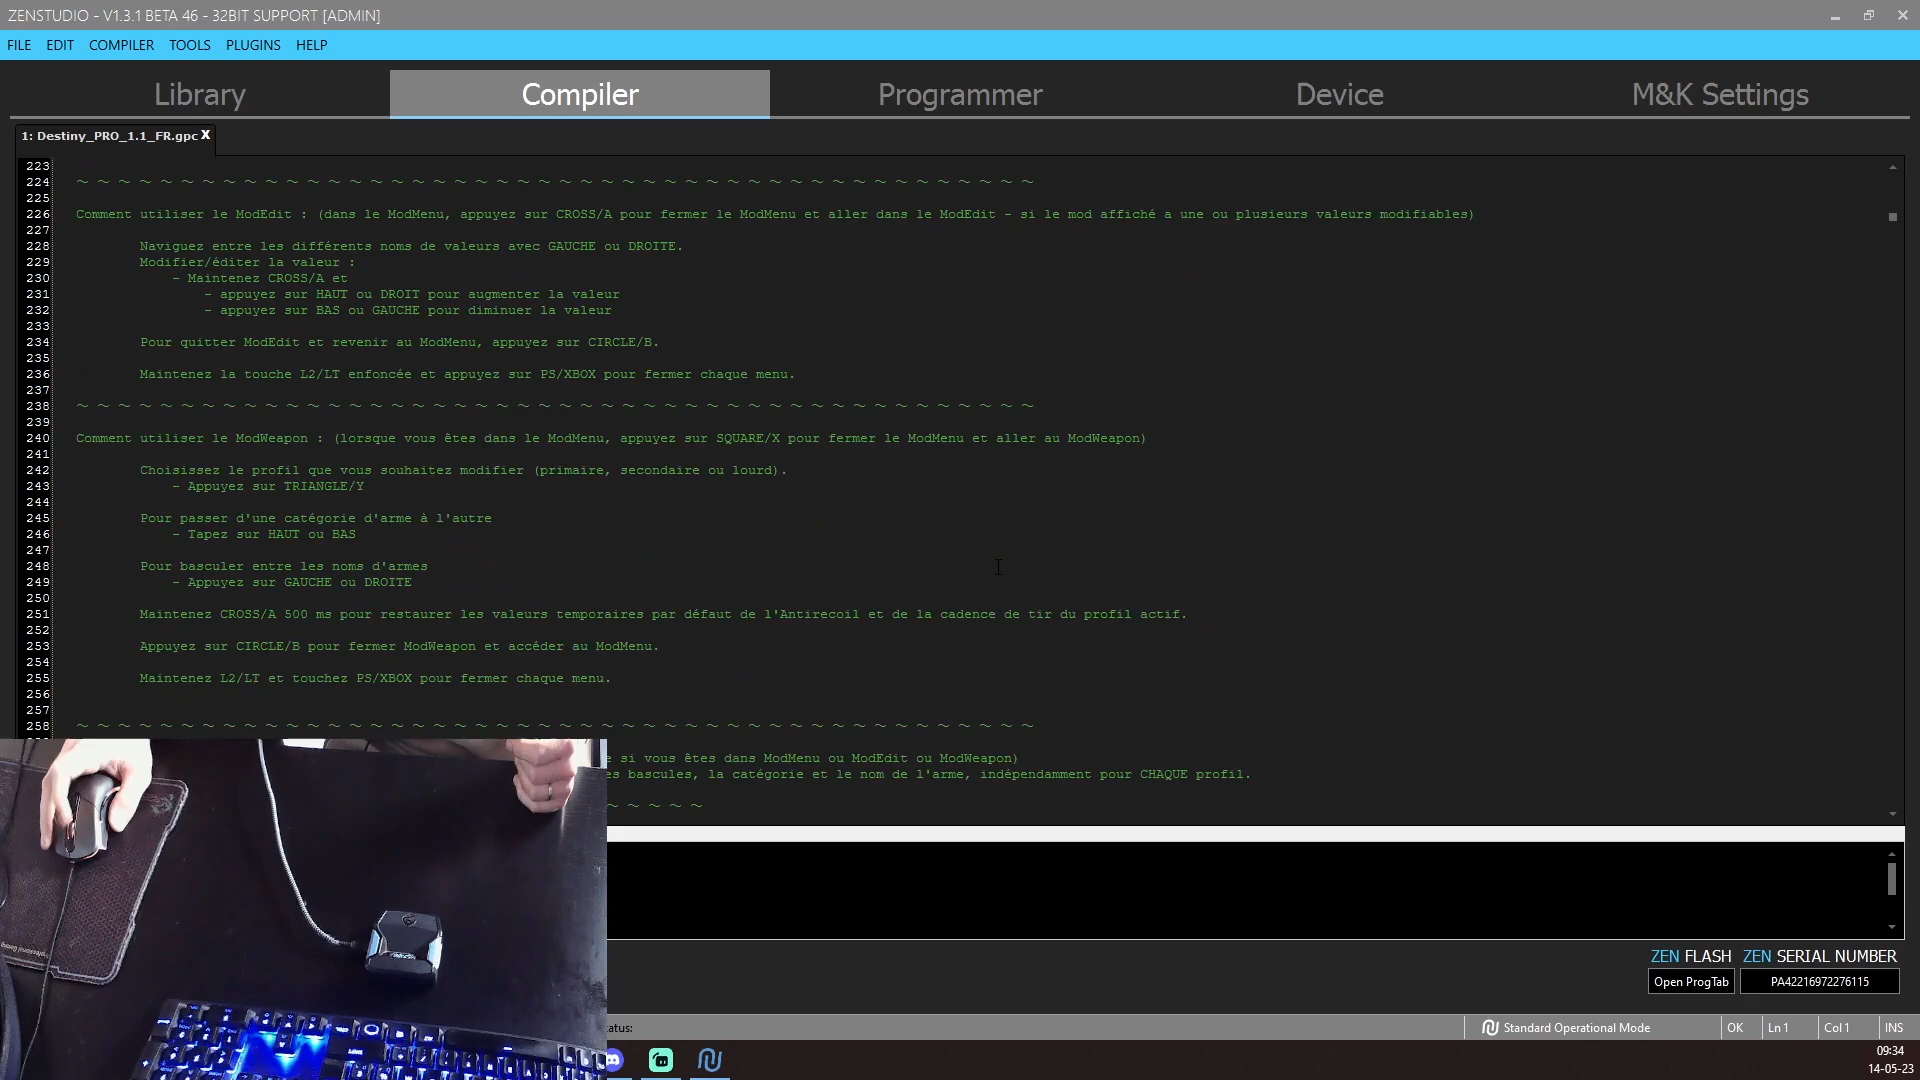 ZENSTUDIO - V1.3.1 BETA 46 - 32BIT SUPPORT [ADMIN]
FILE EDIT COMPILER TOOLS PLUGINS HELP
Library Compiler Programmer Device M&K Settings
1: Destiny_PRO_1.1_FR.gpc X
223
224 ~ ~ ~ ~ ~ ~ ~ ~ ~ ~ ~ ~ ~ ~ ~ ~ ~ ~ ~ ~ ~ ~ ~ ~ ~ ~ ~ ~ ~ ~ ~ ~ ~ ~ ~ ~ ~ ~ ~ ~ ~ ~ ~ ~ ~ ~
225
226 Comment utiliser le ModEdit : (dans le ModMenu, appuyez sur CROSS/A pour fermer le ModMenu et aller dans le ModEdit - si le mod affiché a une ou plusieurs valeurs modifiables)
227
228 Naviguez entre les différents noms de valeurs avec GAUCHE ou DROITE.
229 Modifier/éditer la valeur :
230 - Maintenez CROSS/A et
231 - appuyez sur HAUT ou DROIT pour augmenter la valeur
232 - appuyez sur BAS ou GAUCHE pour diminuer la valeur
233
234 Pour quitter ModEdit et revenir au ModMenu, appuyez sur CIRCLE/B.
235
236 Maintenez la touche L2/LT enfoncée et appuyez sur PS/XBOX pour fermer chaque menu.
237
238 ~ ~ ~ ~ ~ ~ ~ ~ ~ ~ ~ ~ ~ ~ ~ ~ ~ ~ ~ ~ ~ ~ ~ ~ ~ ~ ~ ~ ~ ~ ~ ~ ~ ~ ~ ~ ~ ~ ~ ~ ~ ~ ~ ~ ~ ~
239
240 Comment utiliser le ModWeapon : (lorsque vous êtes dans le ModMenu, appuyez sur SQUARE/X pour fermer le ModMenu et aller au ModWeapon)
241
242 Choisissez le profil que vous souhaitez modifier (primaire, secondaire ou lourd).
243 - Appuyez sur TRIANGLE/Y
244
245 Pour passer d'une catégorie d'arme à l'autre
246 - Tapez sur HAUT ou BAS
247
248 Pour basculer entre les noms d'armes
249 - Appuyez sur GAUCHE ou DROITE
250
251 Maintenez CROSS/A 500 ms pour restaurer les valeurs temporaires par défaut de l'Antirecoil et de la cadence de tir du profil actif.
252
253 Appuyez sur CIRCLE/B pour fermer ModWeapon et accéder au ModMenu.
254
255 Maintenez L2/LT et touchez PS/XBOX pour fermer chaque menu.
256
257
258 ~ ~ ~ ~ ~ ~ ~ ~ ~ ~ ~ ~ ~ ~ ~ ~ ~ ~ ~ ~ ~ ~ ~ ~ ~ ~ ~ ~ ~ ~ ~ ~ ~ ~ ~ ~ ~ ~ ~ ~ ~ ~ ~ ~ ~ ~
si vous êtes dans ModMenu ou ModEdit ou ModWeapon)
es bascules, la catégorie et le nom de l'arme, indépendamment pour CHAQUE profil.
~ ~ ~ ~ ~
ZEN FLASH ZEN SERIAL NUMBER
Open ProgTab PA42216972276115
atus: Standard Operational Mode OK Ln 1 Col 1 INS
09:34
14-05-23